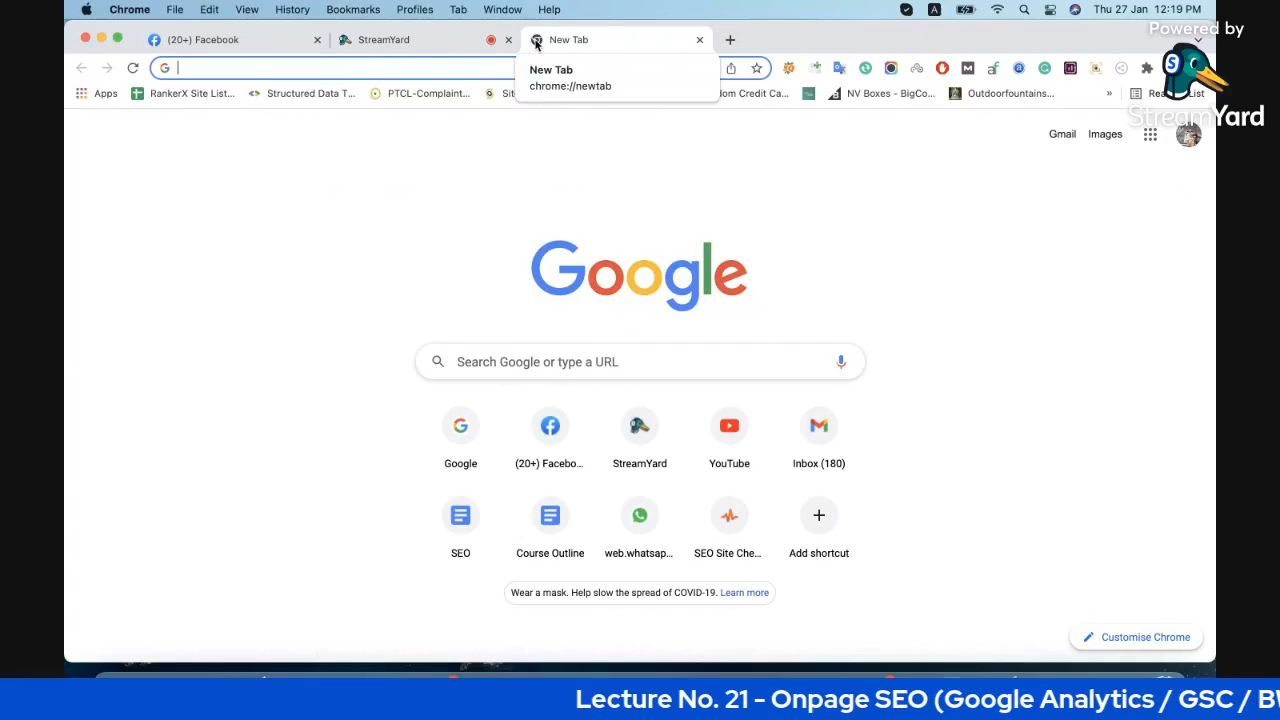 Chrome File Edit View History Bookmarks Profiles Tab Window Help
A
Thu 27 Jan 12:19 PM
Powered by
StreamYard
(20+) Facebook
StreamYard
New Tab
New Tab
chrome://newtab
Apps
RankerX Site List...
Structured Data T...
PTCL-Complaint...
dom Credit Ca...
NV Boxes - BigCo...
Outdoorfountains...
»
Gmail Images
Google
Search Google or type a URL
Google
(20+) Facebo...
StreamYard
YouTube
Inbox (180)
SEO
Course Outline
web.whatsap...
SEO Site Che...
Add shortcut
Wear a mask. Help slow the spread of COVID-19. Learn more
Customise Chrome
Lecture No. 21 - Onpage SEO (Google Analytics / GSC /